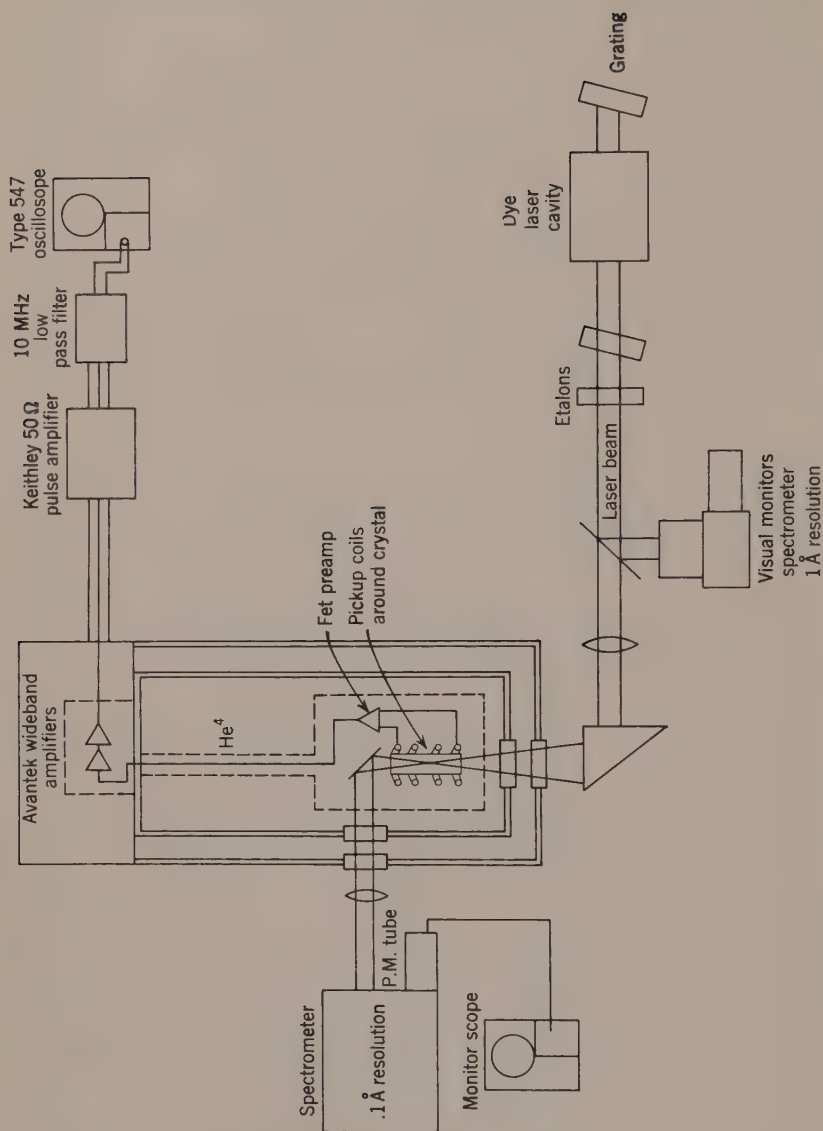 Type 547
oscillosope
10 MHz
low
pass filter
Keithley 50 Ω
pulse amplifier
Avantek wideband
amplifiers
He⁴
Fet preamp
Pickup coils
around crystal
Grating
Dye
laser
cavity
Etalons
Laser beam
Visual monitors
spectrometer
1 Å resolution
Spectrometer
.1 Å resolution
P.M. tube
Monitor scope